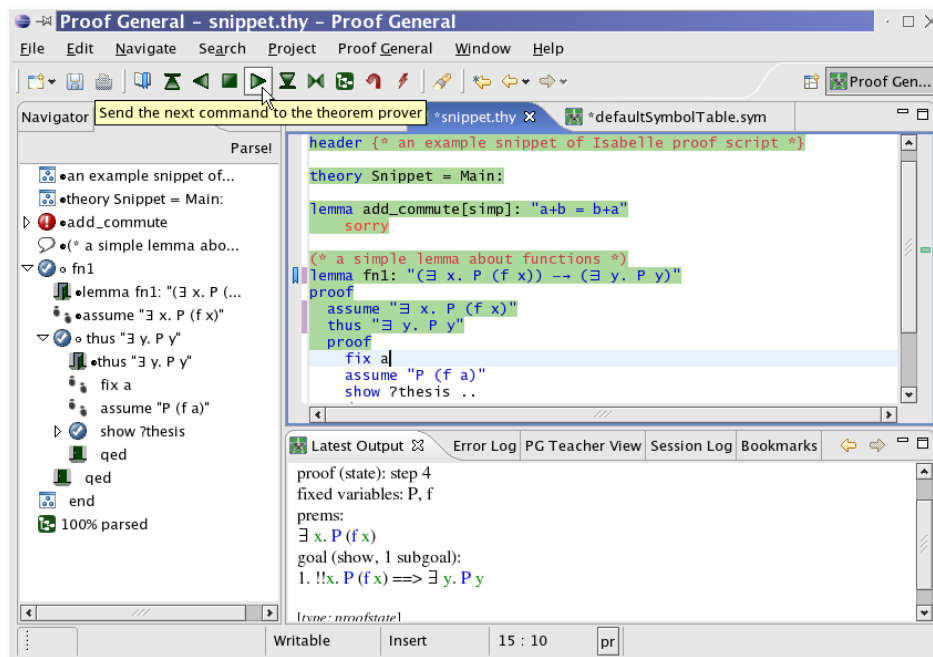 Proof General – snippet.thy – Proof General
File Edit Navigate Search Project Proof General Window Help
Proof Gen...
Navigator
Send the next command to the theorem prover
*snippet.thy
*defaultSymbolTable.sym
Parse!
an example snippet of...
theory Snippet = Main:
add_commute
(* a simple lemma abo...
fn1
lemma fn1: "(∃ x. P (...
assume "∃ x. P (f x)"
thus "∃ y. P y"
thus "∃ y. P y"
fix a
assume "P (f a)"
show ?thesis
qed
qed
end
100% parsed
header {* an example snippet of Isabelle proof script *}
theory Snippet = Main:
lemma add_commute[simp]: "a+b = b+a"
sorry
(* a simple lemma about functions *)
lemma fn1: "(∃ x. P (f x)) --> (∃ y. P y)"
proof
assume "∃ x. P (f x)"
thus "∃ y. P y"
proof
fix a
assume "P (f a)"
show ?thesis ..
Latest Output Error Log PG Teacher View Session Log Bookmarks
proof (state): step 4
fixed variables: P, f
prems:
∃ x. P (f x)
goal (show, 1 subgoal):
1. !!x. P (f x) ==> ∃ y. P y
[type: proofstate]
Writable Insert 15 : 10 pr